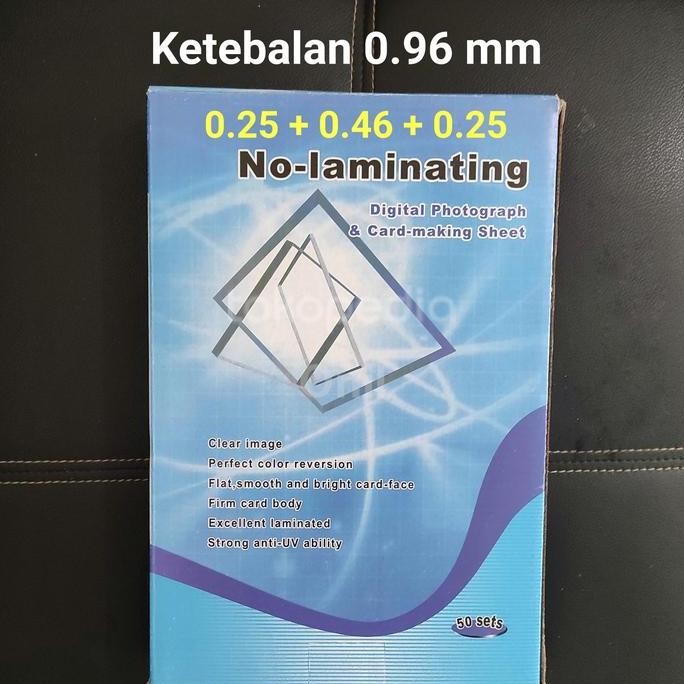 Ketebalan 0.96 mm
0.25 + 0.46 + 0.25
No-laminating
Digital Photograph
& Card-making Sheet
tokopedia
Clear image
Perfect color reversion
Flat,smooth and bright card-face
Firm card body
Excellent laminated
Strong anti-UV ability
50 sets